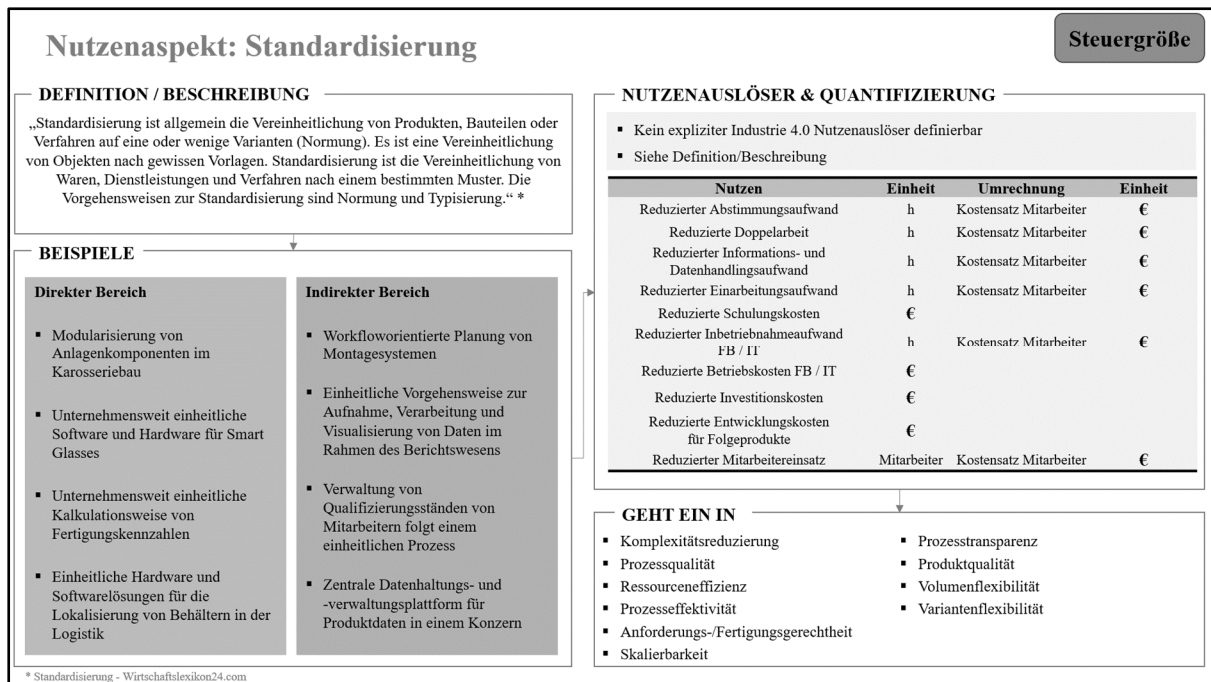 Nutzenaspekt: Standardisierung
Steuergröße
DEFINITION / BESCHREIBUNG
„Standardisierung ist allgemein die Vereinheitlichung von Produkten, Bauteilen oder
Verfahren auf eine oder wenige Varianten (Normung). Es ist eine Vereinheitlichung
von Objekten nach gewissen Vorlagen. Standardisierung ist die Vereinheitlichung von
Waren, Dienstleistungen und Verfahren nach einem bestimmten Muster. Die
Vorgehensweisen zur Standardisierung sind Normung und Typisierung.“ *
BEISPIELE
Direkter Bereich
▪ Modularisierung von
Anlagenkomponenten im
Karosseriebau
▪ Unternehmensweit einheitliche
Software und Hardware für Smart
Glasses
▪ Unternehmensweit einheitliche
Kalkulationsweise von
Fertigungskennzahlen
▪ Einheitliche Hardware und
Softwarelösungen für die
Lokalisierung von Behältern in der
Logistik
Indirekter Bereich
▪ Workfloworientierte Planung von
Montagesystemen
▪ Einheitliche Vorgehensweise zur
Aufnahme, Verarbeitung und
Visualisierung von Daten im
Rahmen des Berichtswesens
▪ Verwaltung von
Qualifizierungsständen von
Mitarbeitern folgt einem
einheitlichen Prozess
▪ Zentrale Datenhaltungs- und
-verwaltungsplattform für
Produktdaten in einem Konzern
NUTZENAUSLÖSER & QUANTIFIZIERUNG
▪ Kein expliziter Industrie 4.0 Nutzenauslöser definierbar
▪ Siehe Definition/Beschreibung
Nutzen Einheit Umrechnung Einheit
Reduzierter Abstimmungsaufwand h Kostensatz Mitarbeiter €
Reduzierte Doppelarbeit h Kostensatz Mitarbeiter €
Reduzierter Informations- und
Datenhandlingsaufwand h Kostensatz Mitarbeiter €
Reduzierter Einarbeitungsaufwand h Kostensatz Mitarbeiter €
Reduzierte Schulungskosten €
Reduzierter Inbetriebnahmeaufwand
FB / IT h Kostensatz Mitarbeiter €
Reduzierte Betriebskosten FB / IT €
Reduzierte Investitionskosten €
Reduzierte Entwicklungskosten
für Folgeprodukte €
Reduzierter Mitarbeitereinsatz Mitarbeiter Kostensatz Mitarbeiter €
GEHT EIN IN
▪ Komplexitätsreduzierung
▪ Prozessqualität
▪ Ressourceneffizienz
▪ Prozesseffektivität
▪ Anforderungs-/Fertigungsgerechtheit
▪ Skalierbarkeit
▪ Prozesstransparenz
▪ Produktqualität
▪ Volumenflexibilität
▪ Variantenflexibilität
* Standardisierung - Wirtschaftslexikon24.com